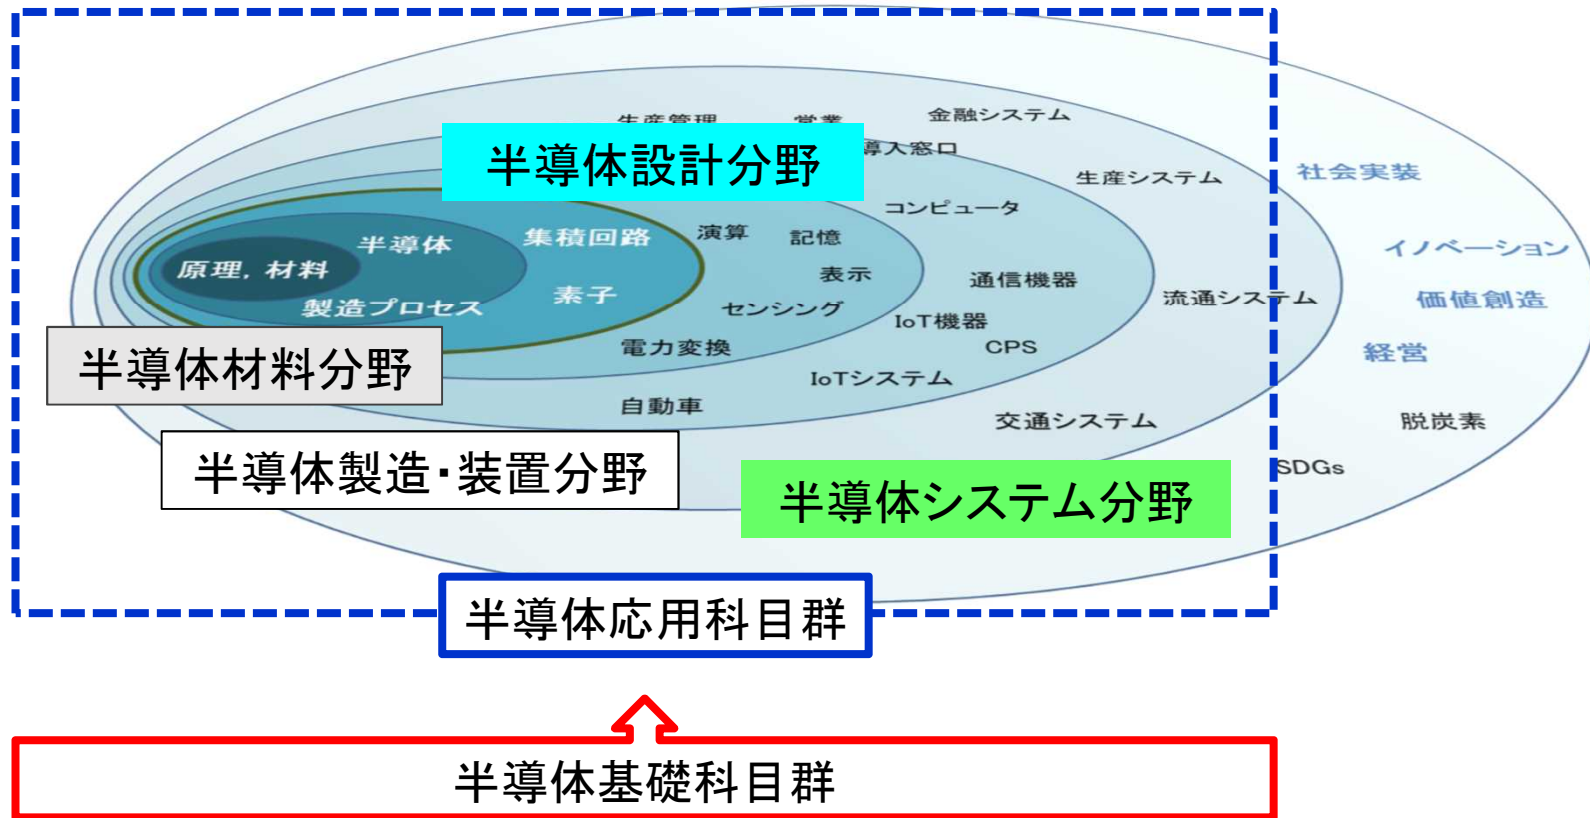 生産管理
営業
金融システム
半導体設計分野
導入窓口
生産システム
社会実装
コンピュータ
半導体
集積回路
演算
記憶
イノベーション
原理，材料
表示
通信機器
製造プロセス
素子
センシング
流通システム
価値創造
IoT機器
半導体材料分野
電力変換
CPS
経営
IoTシステム
自動車
交通システム
脱炭素
半導体製造・装置分野
SDGs
半導体システム分野
半導体応用科目群
半導体基礎科目群